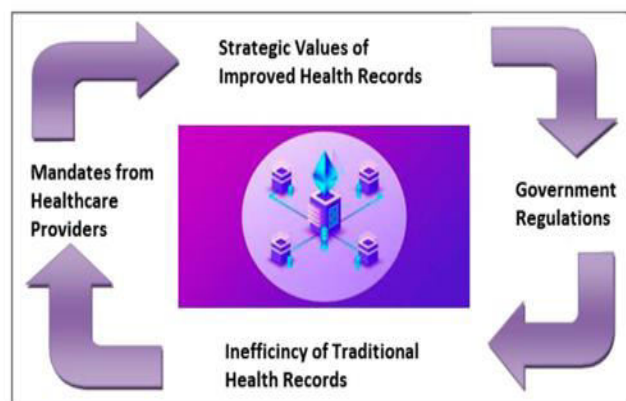 Strategic Values of
Improved Health Records
Mandates from
Healthcare
Providers
Government
Regulations
Inefficincy of Traditional
Health Records